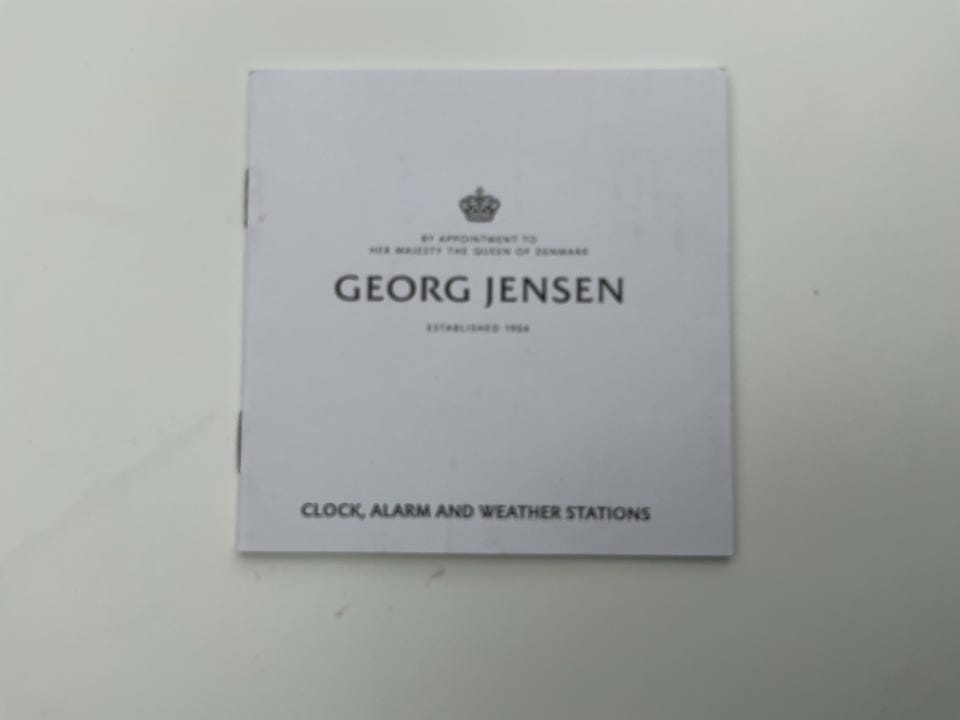 BY APPOINTMENT TO
HER MAJESTY THE QUEEN OF DENMARK
GEORG JENSEN
ESTABLISHED 1904
CLOCK, ALARM AND WEATHER STATIONS